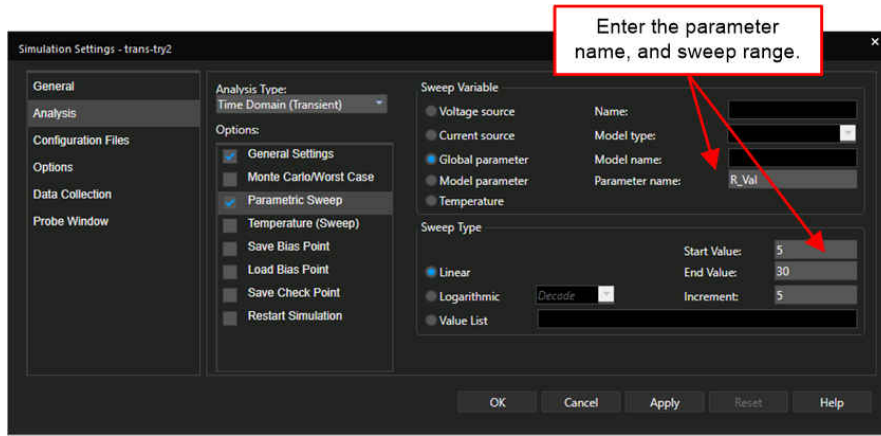 Enter the parameter
name, and sweep range.
Simulation Settings - trans-try2
×
General
Analysis
Configuration Files
Options
Data Collection
Probe Window
Analysis Type:
Time Domain (Transient)
Options:
General Settings
Monte Carlo/Worst Case
Parametric Sweep
Temperature (Sweep)
Save Bias Point
Load Bias Point
Save Check Point
Restart Simulation
Sweep Variable
Voltage source Name:
Current source Model type:
Global parameter Model name:
Model parameter Parameter name: R_Val
Temperature
Sweep Type
Start Value: 5
Linear End Value: 30
Logarithmic Decade Increment: 5
Value List
OK Cancel Apply Reset Help